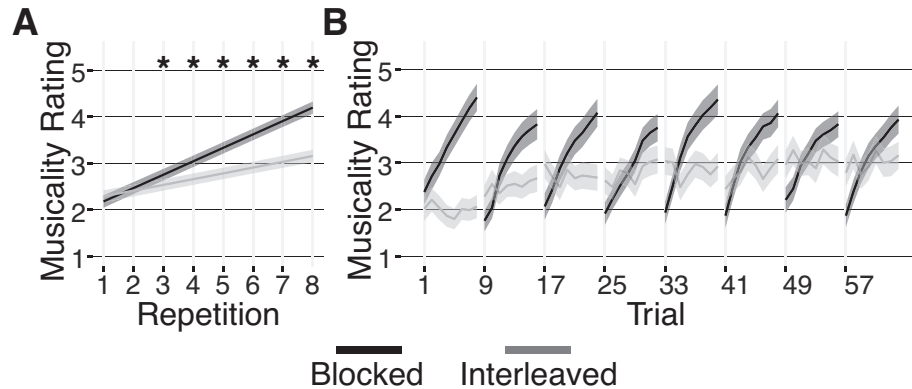 A
Musicality Rating
5
4
3
2
1
* * * * * *
1 2 3 4 5 6 7 8
Repetition
B
Musicality Rating
5
4
3
2
1
1 9 17 25 33 41 49 57
Trial
Blocked Interleaved